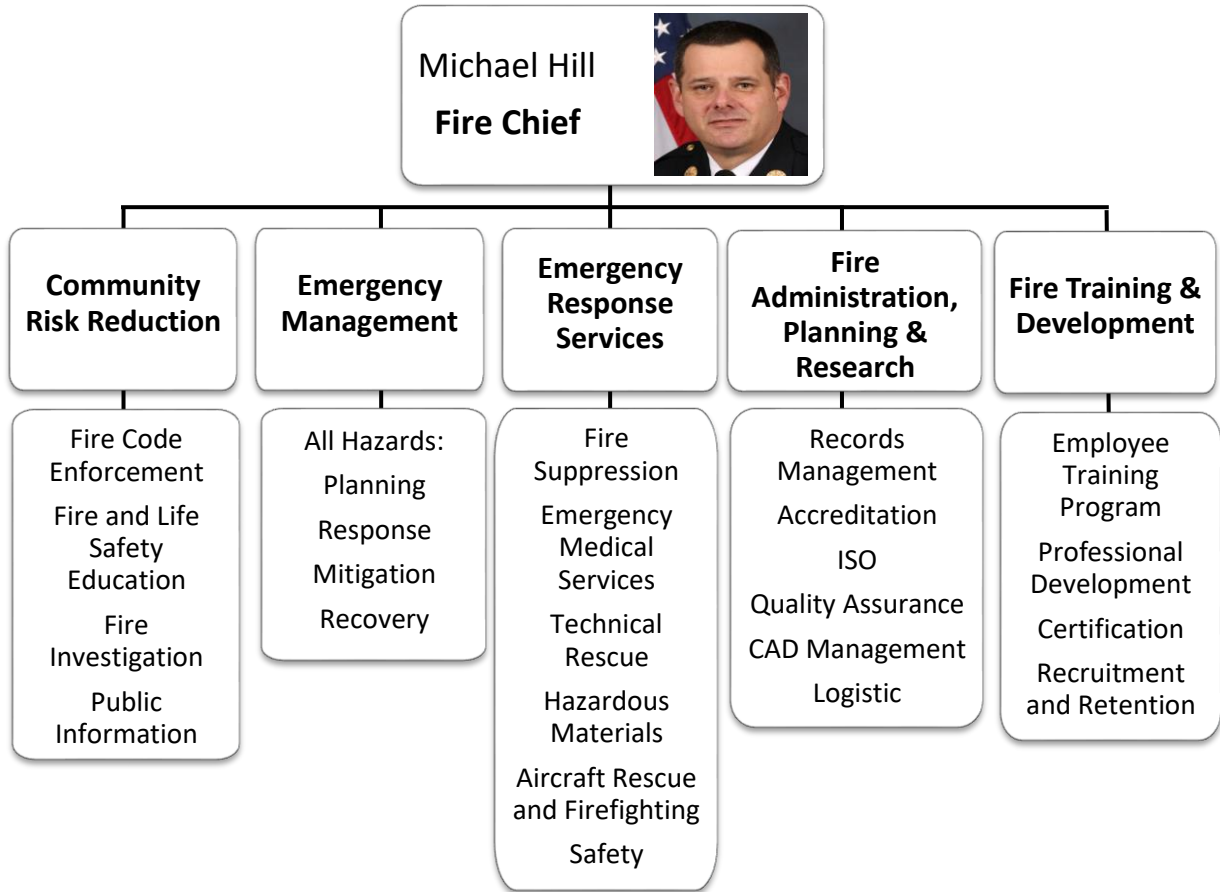 Michael Hill
Fire Chief
Community
Risk Reduction
Emergency
Management
Emergency
Response
Services
Fire
Administration,
Planning &
Research
Fire Training &
Development
Fire Code
Enforcement
Fire and Life
Safety
Education
Fire
Investigation
Public
Information
All Hazards:
Planning
Response
Mitigation
Recovery
Fire
Suppression
Emergency
Medical
Services
Technical
Rescue
Hazardous
Materials
Aircraft Rescue
and Firefighting
Safety
Records
Management
Accreditation
ISO
Quality Assurance
CAD Management
Logistic
Employee
Training
Program
Professional
Development
Certification
Recruitment
and Retention